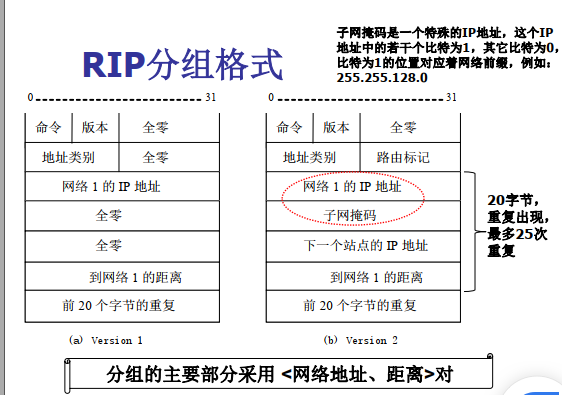 子网掩码是一个特殊的IP地址，这个IP
地址中的若干个比特为1，其它比特为0，
比特为1的位置对应着网络前缀，例如：
255.255.128.0
RIP分组格式
0 31
命令 版本 全零
地址类别 全零
网络 1 的 IP 地址
全零
全零
到网络 1 的距离
前 20 个字节的重复
(a) Version 1
0 31
命令 版本 全零
地址类别 路由标记
网络 1 的 IP 地址
子网掩码
下一个站点的 IP 地址
到网络 1 的距离
前 20 个字节的重复
(b) Version 2
20字节，
重复出现，
最多25次
重复
分组的主要部分采用 <网络地址、距离>对